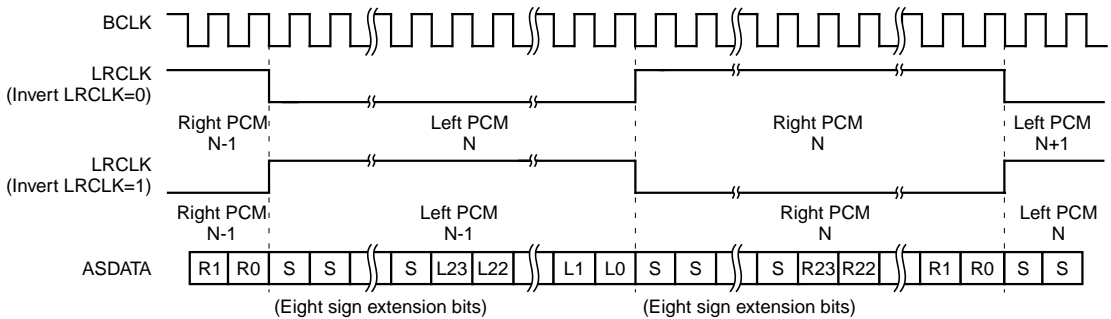 BCLK
LRCLK
(Invert LRCLK=0)
Right PCM
N-1
Left PCM
N
Right PCM
N
Left PCM
N+1
LRCLK
(Invert LRCLK=1)
Right PCM
N-1
Left PCM
N-1
Right PCM
N
Left PCM
N
ASDATA R1 R0 S S S L23 L22 L1 L0 S S S R23 R22 R1 R0 S S
(Eight sign extension bits) (Eight sign extension bits)